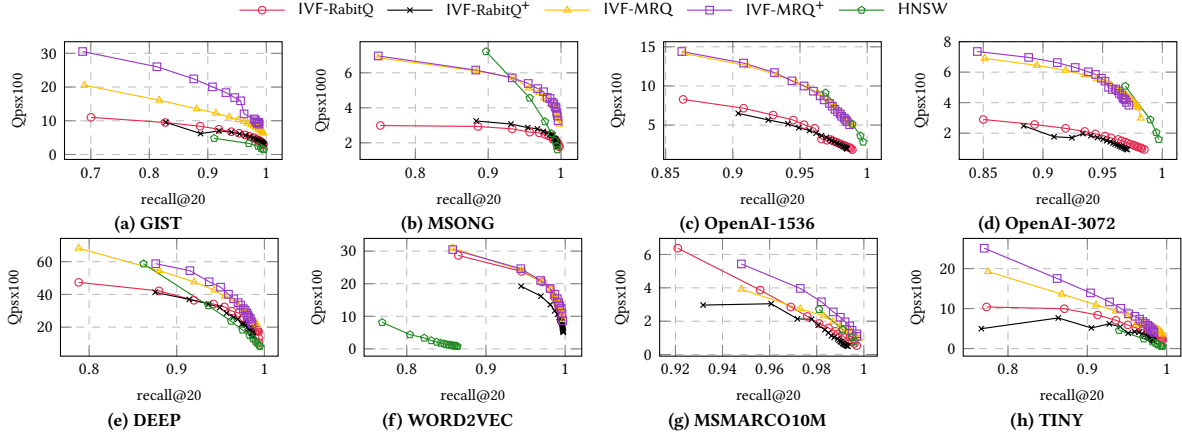 IVF-RabitQ IVF-RabitQ+ IVF-MRQ IVF-MRQ+ HNSW
Qpsx100 30 20 10 0
0.7 0.8 0.9 1
recall@20
(a) GIST
Qpsx1000 6 4 2
0.8 0.9 1
recall@20
(b) MSONG
Qpsx100 15 10 5
0.9 0.95 1
recall@20
(c) OpenAI-1536
Qpsx100 8 6 4 2 0
0.85 0.9 0.95 1
recall@20
(d) OpenAI-3072
Qpsx100 60 40 20
0.8 0.9 1
recall@20
(e) DEEP
Qpsx100 30 20 10 0
0.8 0.9 1
recall@20
(f) WORD2VEC
Qpsx100 6 4 2 0
0.92 0.94 0.96 0.98 1
recall@20
(g) MSMARCO10M
Qpsx100 20 10 0
0.8 0.9 1
recall@20
(h) TINY